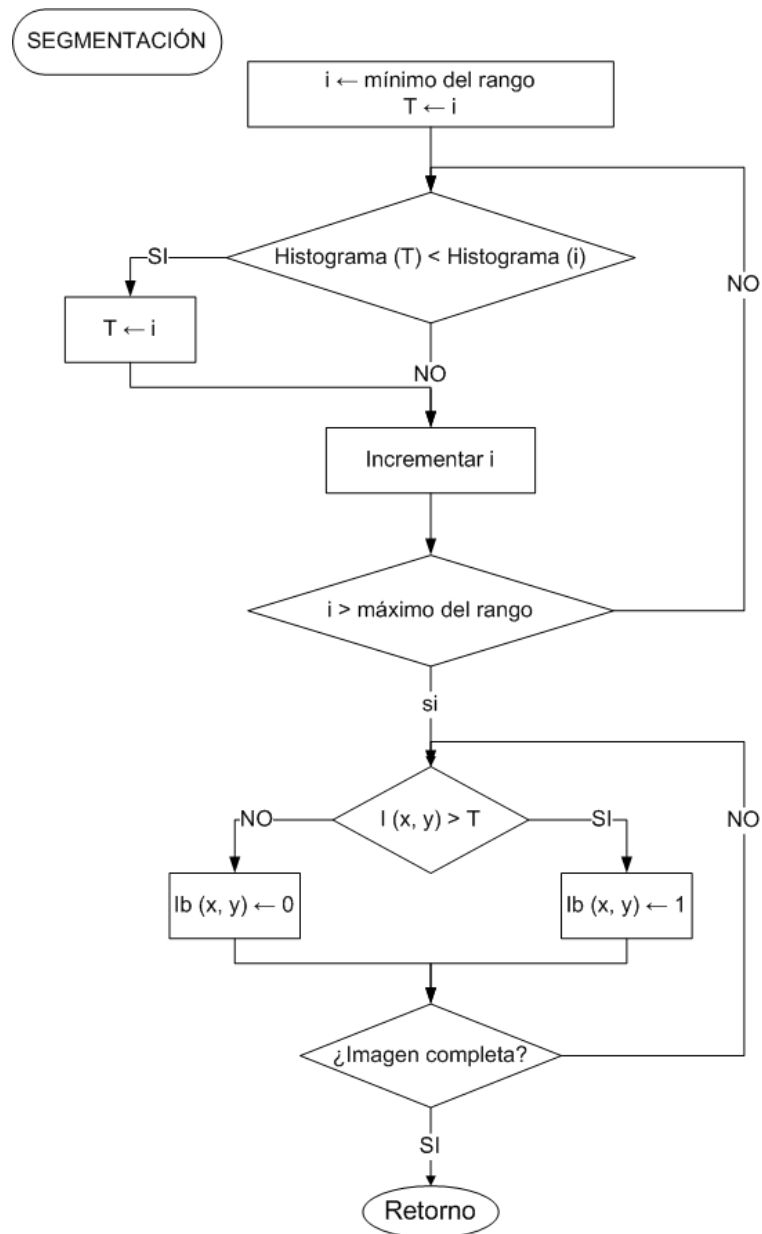 SEGMENTACIÓN
i ← mínimo del rango
T ← i
Histograma (T) < Histograma (i)
SI
NO
T ← i
NO
Incrementar i
i > máximo del rango
si
I (x, y) > T
NO
SI
NO
Ib (x, y) ← 0
Ib (x, y) ← 1
¿Imagen completa?
SI
Retorno